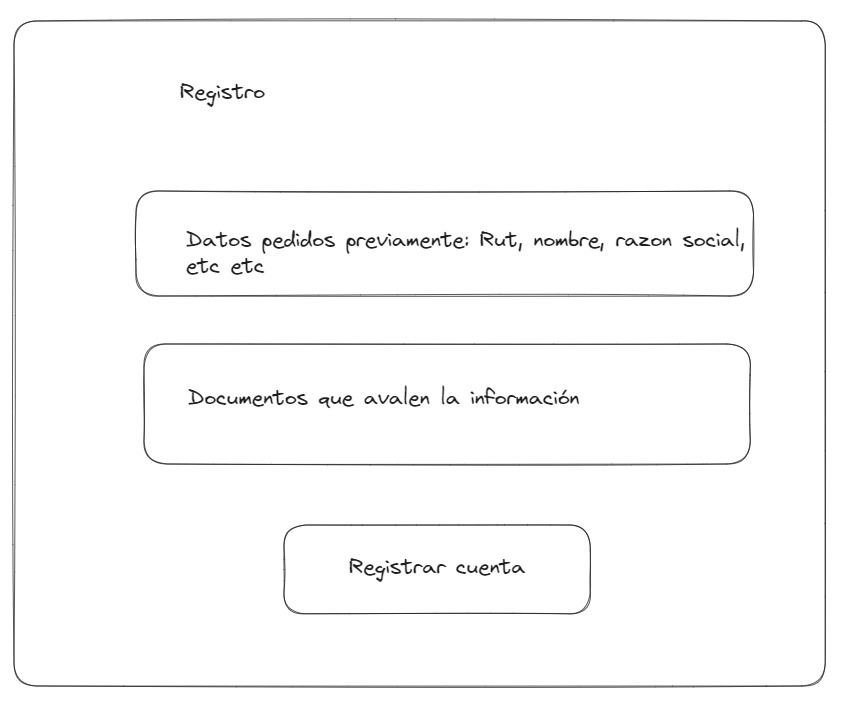 Registro
Datos pedidos previamente: Rut, nombre, razon social,
etc etc
Documentos que avalen la información
Registrar cuenta